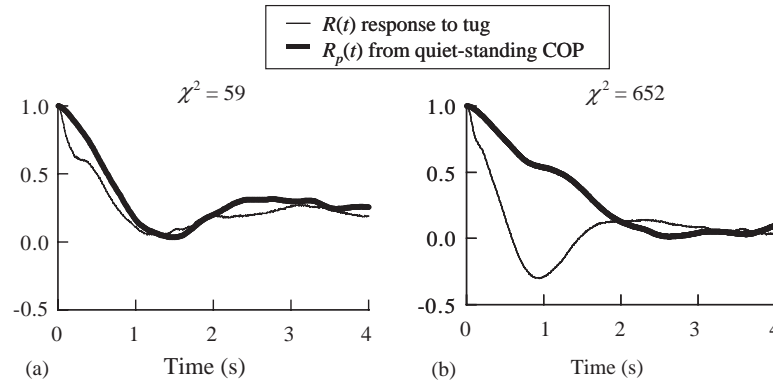 R(t) response to tug
Rp(t) from quiet-standing COP
χ² = 59
χ² = 652
1.0
0.5
0.0
-0.5
0 1 2 3 4
(a) Time (s)
1.0
0.5
0.0
-0.5
0 1 2 3 4
(b) Time (s)